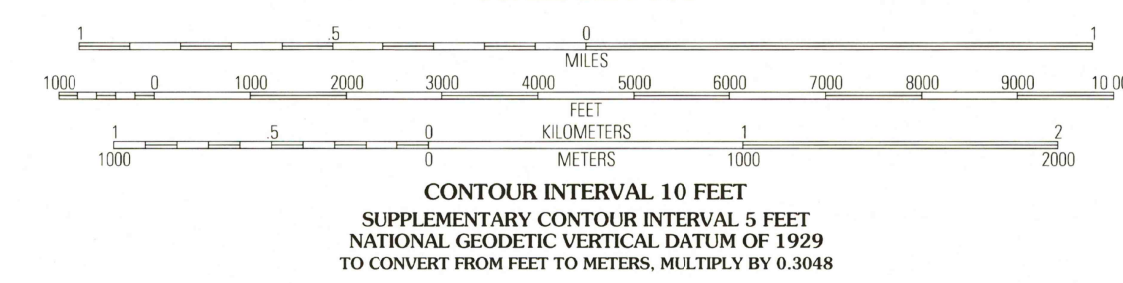 1 .5 0 1
MILES
1000 0 1000 2000 3000 4000 5000 6000 7000 8000 9000 10 00
FEET
1 .5 0 KILOMETERS 1 2
1000 0 METERS 1000 2000
CONTOUR INTERVAL 10 FEET
SUPPLEMENTARY CONTOUR INTERVAL 5 FEET
NATIONAL GEODETIC VERTICAL DATUM OF 1929
TO CONVERT FROM FEET TO METERS, MULTIPLY BY 0.3048